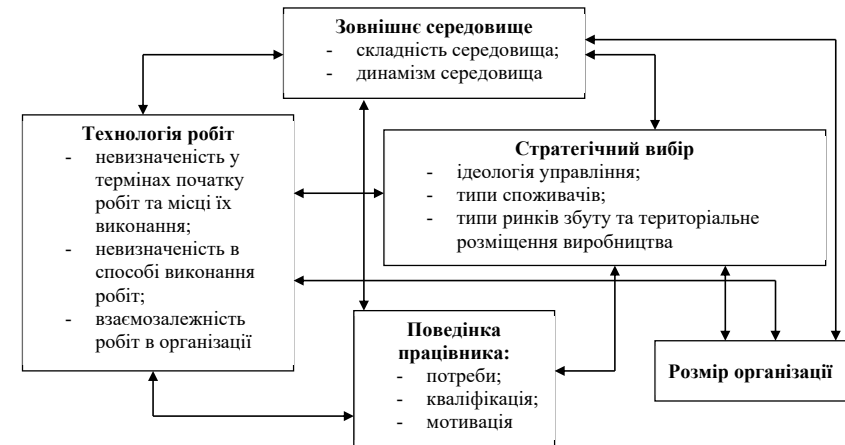 Зовнішнє середовище
- складність середовища;
- динамізм середовища
Технологія робіт
- невизначеність у
термінах початку
робіт та місці їх
виконання;
- невизначеність в
способі виконання
робіт;
- взаємозалежність
робіт в організації
Стратегічний вибір
- ідеологія управління;
- типи споживачів;
- типи ринків збуту та територіальне
розміщення виробництва
Поведінка
працівника:
- потреби;
- кваліфікація;
- мотивація
Розмір організації